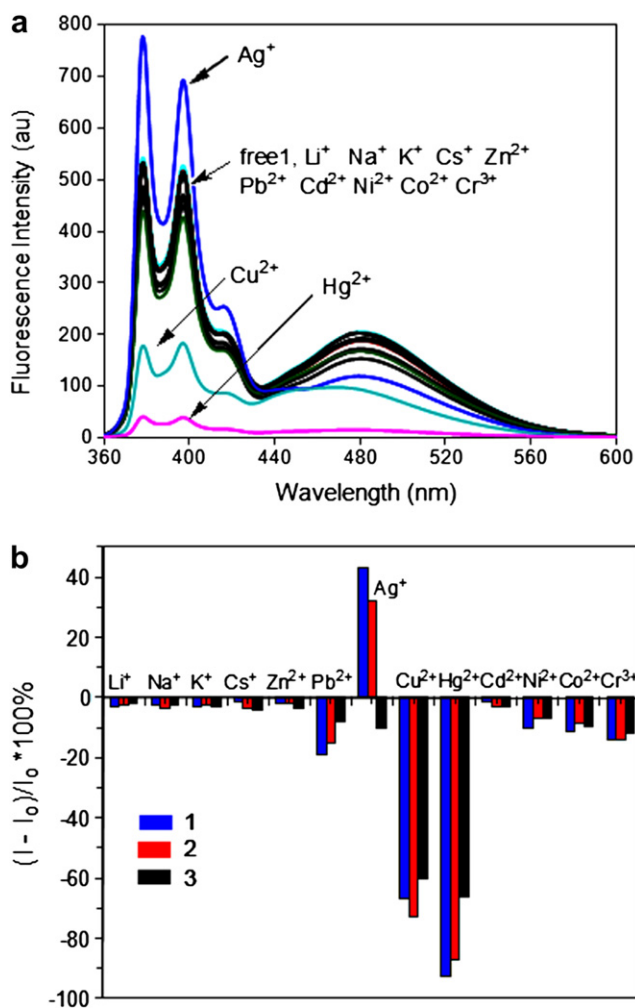 a
800
700
600
500
400
300
200
100
0
Fluorescence Intensity (au)
Ag⁺
free1, Li⁺ Na⁺ K⁺ Cs⁺ Zn²⁺
Pb²⁺ Cd²⁺ Ni²⁺ Co²⁺ Cr³⁺
Cu²⁺
Hg²⁺
360 400 440 480 520 560 600
Wavelength (nm)
b
40
20
0
-20
-40
-60
-80
-100
(I - I₀)/I₀ *100%
Ag⁺
Li⁺ Na⁺ K⁺ Cs⁺ Zn²⁺ Pb²⁺ Cu²⁺ Hg²⁺ Cd²⁺ Ni²⁺ Co²⁺ Cr³⁺
1
2
3